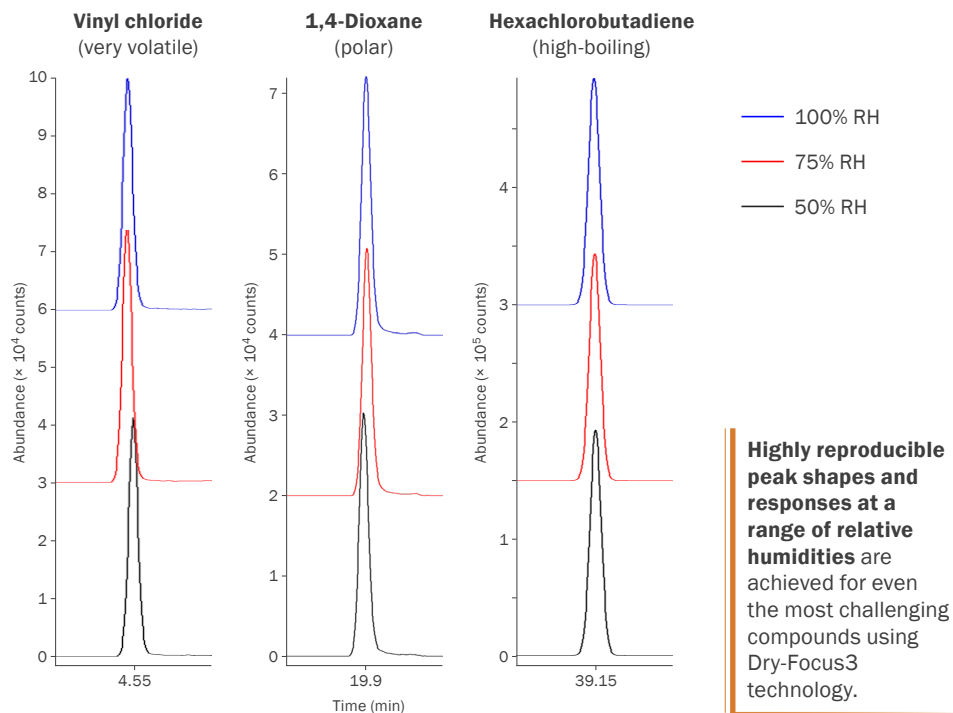 Vinyl chloride
(very volatile)
1,4-Dioxane
(polar)
Hexachlorobutadiene
(high-boiling)
Abundance (× 10⁴ counts)
10
9
8
7
6
5
4
3
2
1
0
4.55
Abundance (× 10⁴ counts)
7
6
5
4
3
2
1
0
19.9
Time (min)
Abundance (× 10⁵ counts)
4
3
2
1
0
39.15
100% RH
75% RH
50% RH
Highly reproducible
peak shapes and
responses at a
range of relative
humidities are
achieved for even
the most challenging
compounds using
Dry-Focus3
technology.